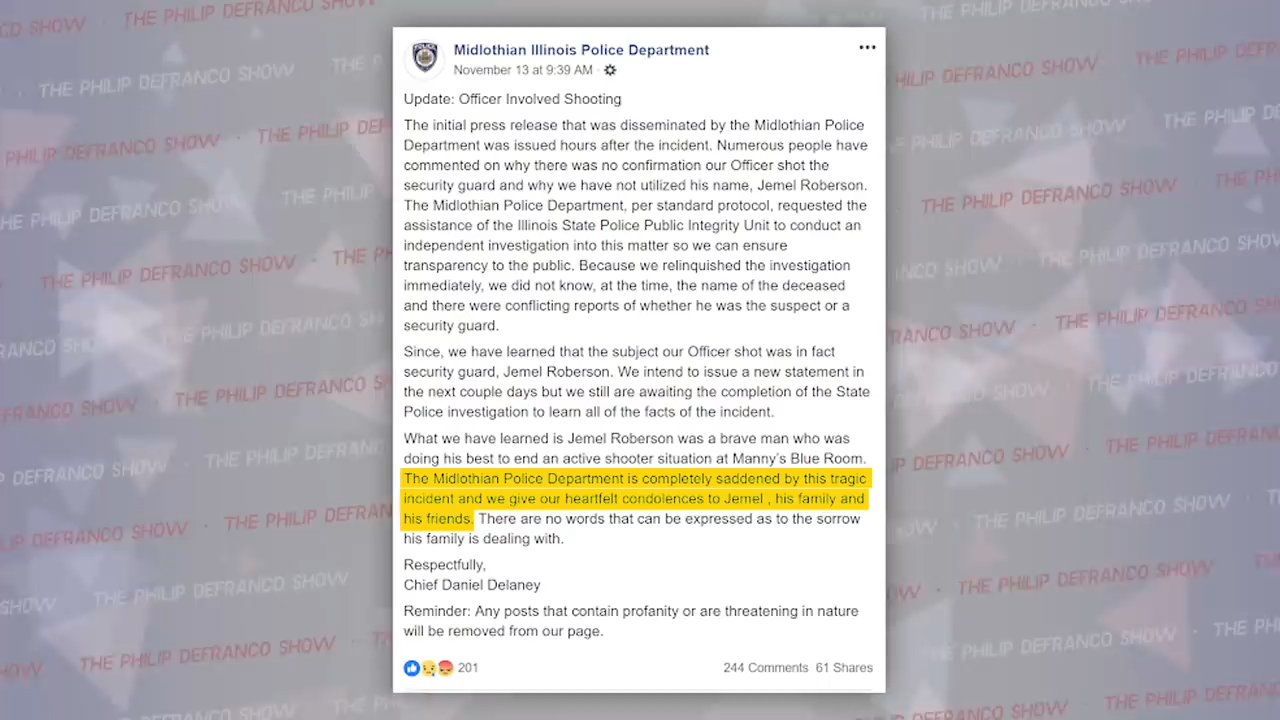 THE PHILIP DEFRANCO SHOW
Midlothian Illinois Police Department
November 13 at 9:39 AM ·
Update: Officer Involved Shooting
The initial press release that was disseminated by the Midlothian Police
Department was issued hours after the incident. Numerous people have
commented on why there was no confirmation our Officer shot the
security guard and why we have not utilized his name, Jemel Roberson.
The Midlothian Police Department, per standard protocol, requested the
assistance of the Illinois State Police Public Integrity Unit to conduct an
independent investigation into this matter so we can ensure
transparency to the public. Because we relinquished the investigation
immediately, we did not know, at the time, the name of the deceased
and there were conflicting reports of whether he was the suspect or a
security guard.
Since, we have learned that the subject our Officer shot was in fact
security guard, Jemel Roberson. We intend to issue a new statement in
the next couple days but we still are awaiting the completion of the State
Police investigation to learn all of the facts of the incident.
What we have learned is Jemel Roberson was a brave man who was
doing his best to end an active shooter situation at Manny's Blue Room.
The Midlothian Police Department is completely saddened by this tragic
incident and we give our heartfelt condolences to Jemel , his family and
his friends. There are no words that can be expressed as to the sorrow
his family is dealing with.
Respectfully,
Chief Daniel Delaney
Reminder: Any posts that contain profanity or are threatening in nature
will be removed from our page.
201
244 Comments 61 Shares